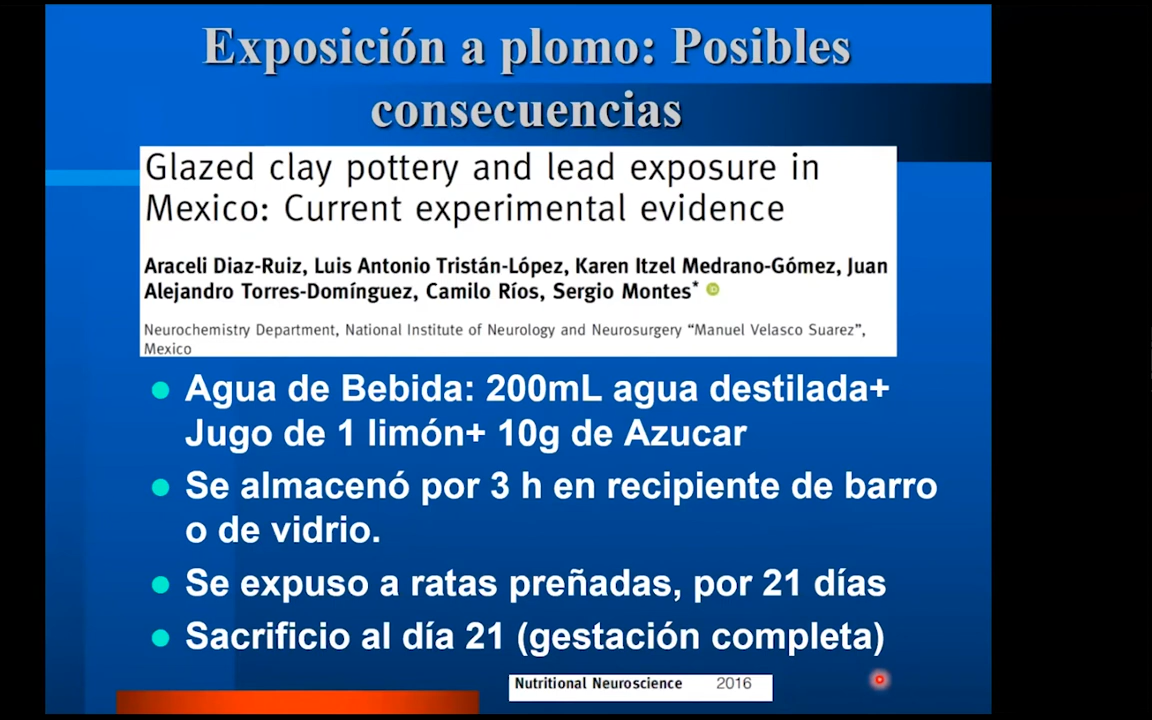 Exposición a plomo: Posibles
consecuencias
Glazed clay pottery and lead exposure in
Mexico: Current experimental evidence
Araceli Diaz-Ruiz, Luis Antonio Tristán-López, Karen Itzel Medrano-Gómez, Juan
Alejandro Torres-Domínguez, Camilo Ríos, Sergio Montes* iD
Neurochemistry Department, National Institute of Neurology and Neurosurgery “Manuel Velasco Suarez”,
Mexico
Agua de Bebida: 200mL agua destilada+
Jugo de 1 limón+ 10g de Azucar
Se almacenó por 3 h en recipiente de barro
o de vidrio.
Se expuso a ratas preñadas, por 21 días
Sacrificio al día 21 (gestación completa)
Nutritional Neuroscience 2016